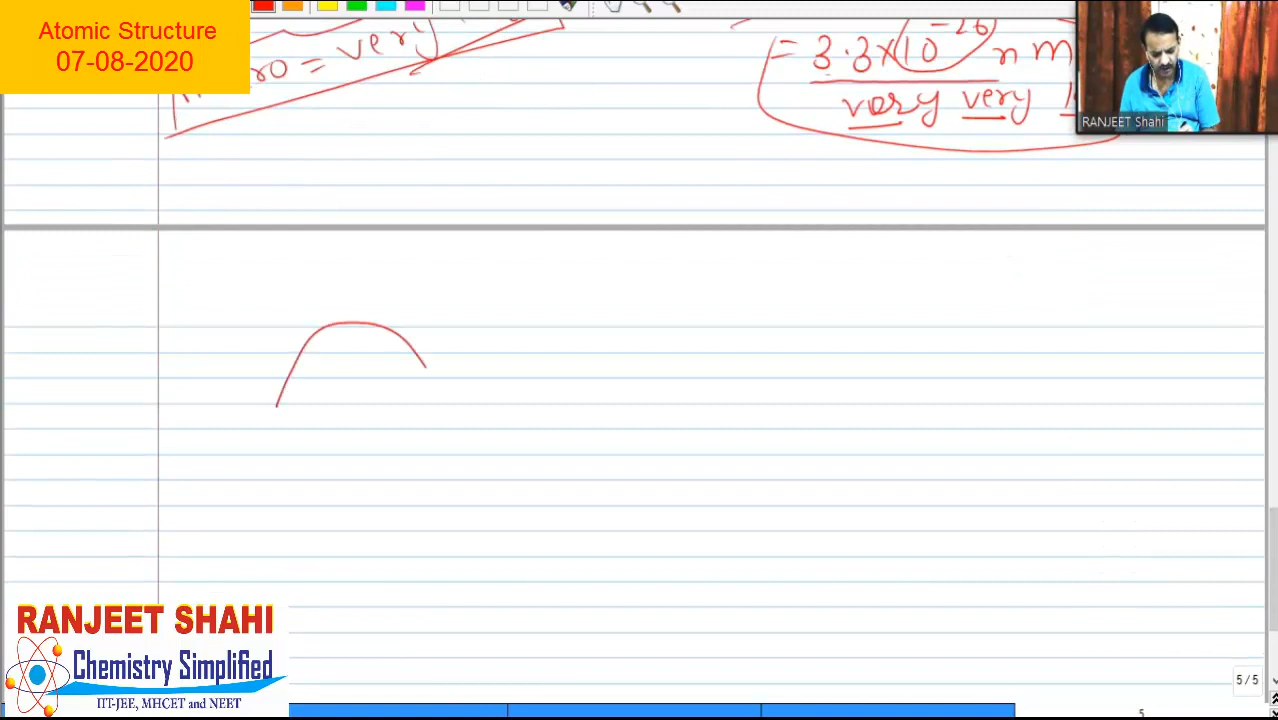 Atomic Structure
07-08-2020
= very
= 3.3×10^-26 n m
very very
RANJEET Shahi
RANJEET SHAHI
Chemistry Simplified
IIT-JEE, MHCET and NEET
5 / 5
5